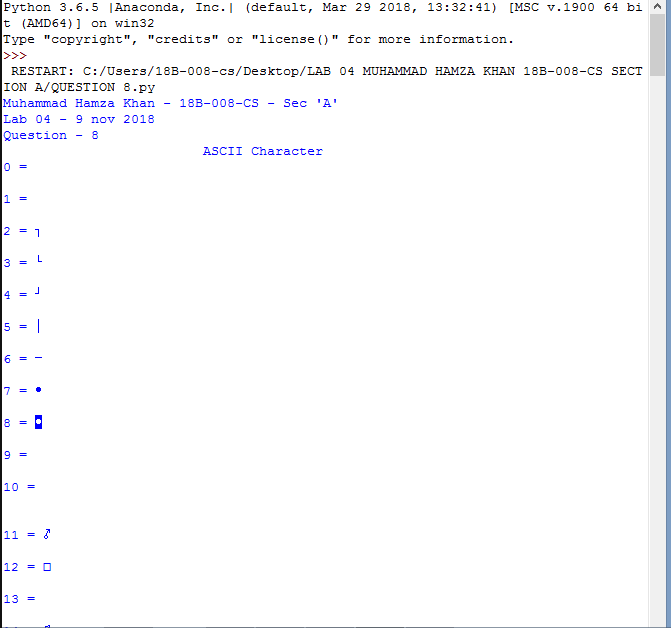 Python 3.6.5 |Anaconda, Inc.| (default, Mar 29 2018, 13:32:41) [MSC v.1900 64 bi
t (AMD64)] on win32
Type "copyright", "credits" or "license()" for more information.
>>>
 RESTART: C:/Users/18B-008-cs/Desktop/LAB 04 MUHAMMAD HAMZA KHAN 18B-008-CS SECT
ION A/QUESTION 8.py
Muhammad Hamza Khan - 18B-008-CS - Sec 'A'
Lab 04 - 9 nov 2018
Question - 8
ASCII Character
0 =
1 =
2 = ┐
3 = └
4 = ┘
5 = │
6 = ─
7 = •
8 = ◘
9 =
10 =
11 = ♂
12 = □
13 =